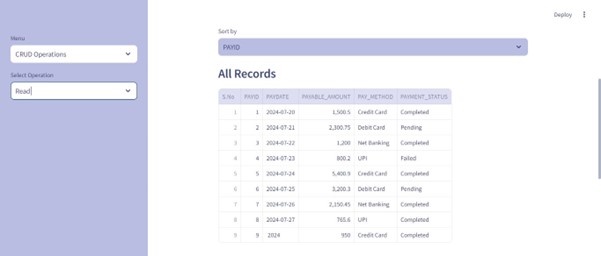 Deploy
Menu
CRUD Operations
Select Operation
Read
Sort by
PAYID
All Records
S.No PAYID PAYDATE PAYABLE_AMOUNT PAY_METHOD PAYMENT_STATUS
1 1 2024-07-20 1,500.5 Credit Card Completed
2 2 2024-07-21 2,300.75 Debit Card Pending
3 3 2024-07-22 1,200 Net Banking Completed
4 4 2024-07-23 800.2 UPI Failed
5 5 2024-07-24 5,400.9 Credit Card Completed
6 6 2024-07-25 3,200.3 Debit Card Pending
7 7 2024-07-26 2,150.45 Net Banking Completed
8 8 2024-07-27 765.6 UPI Completed
9 9 2024 950 Credit Card Completed